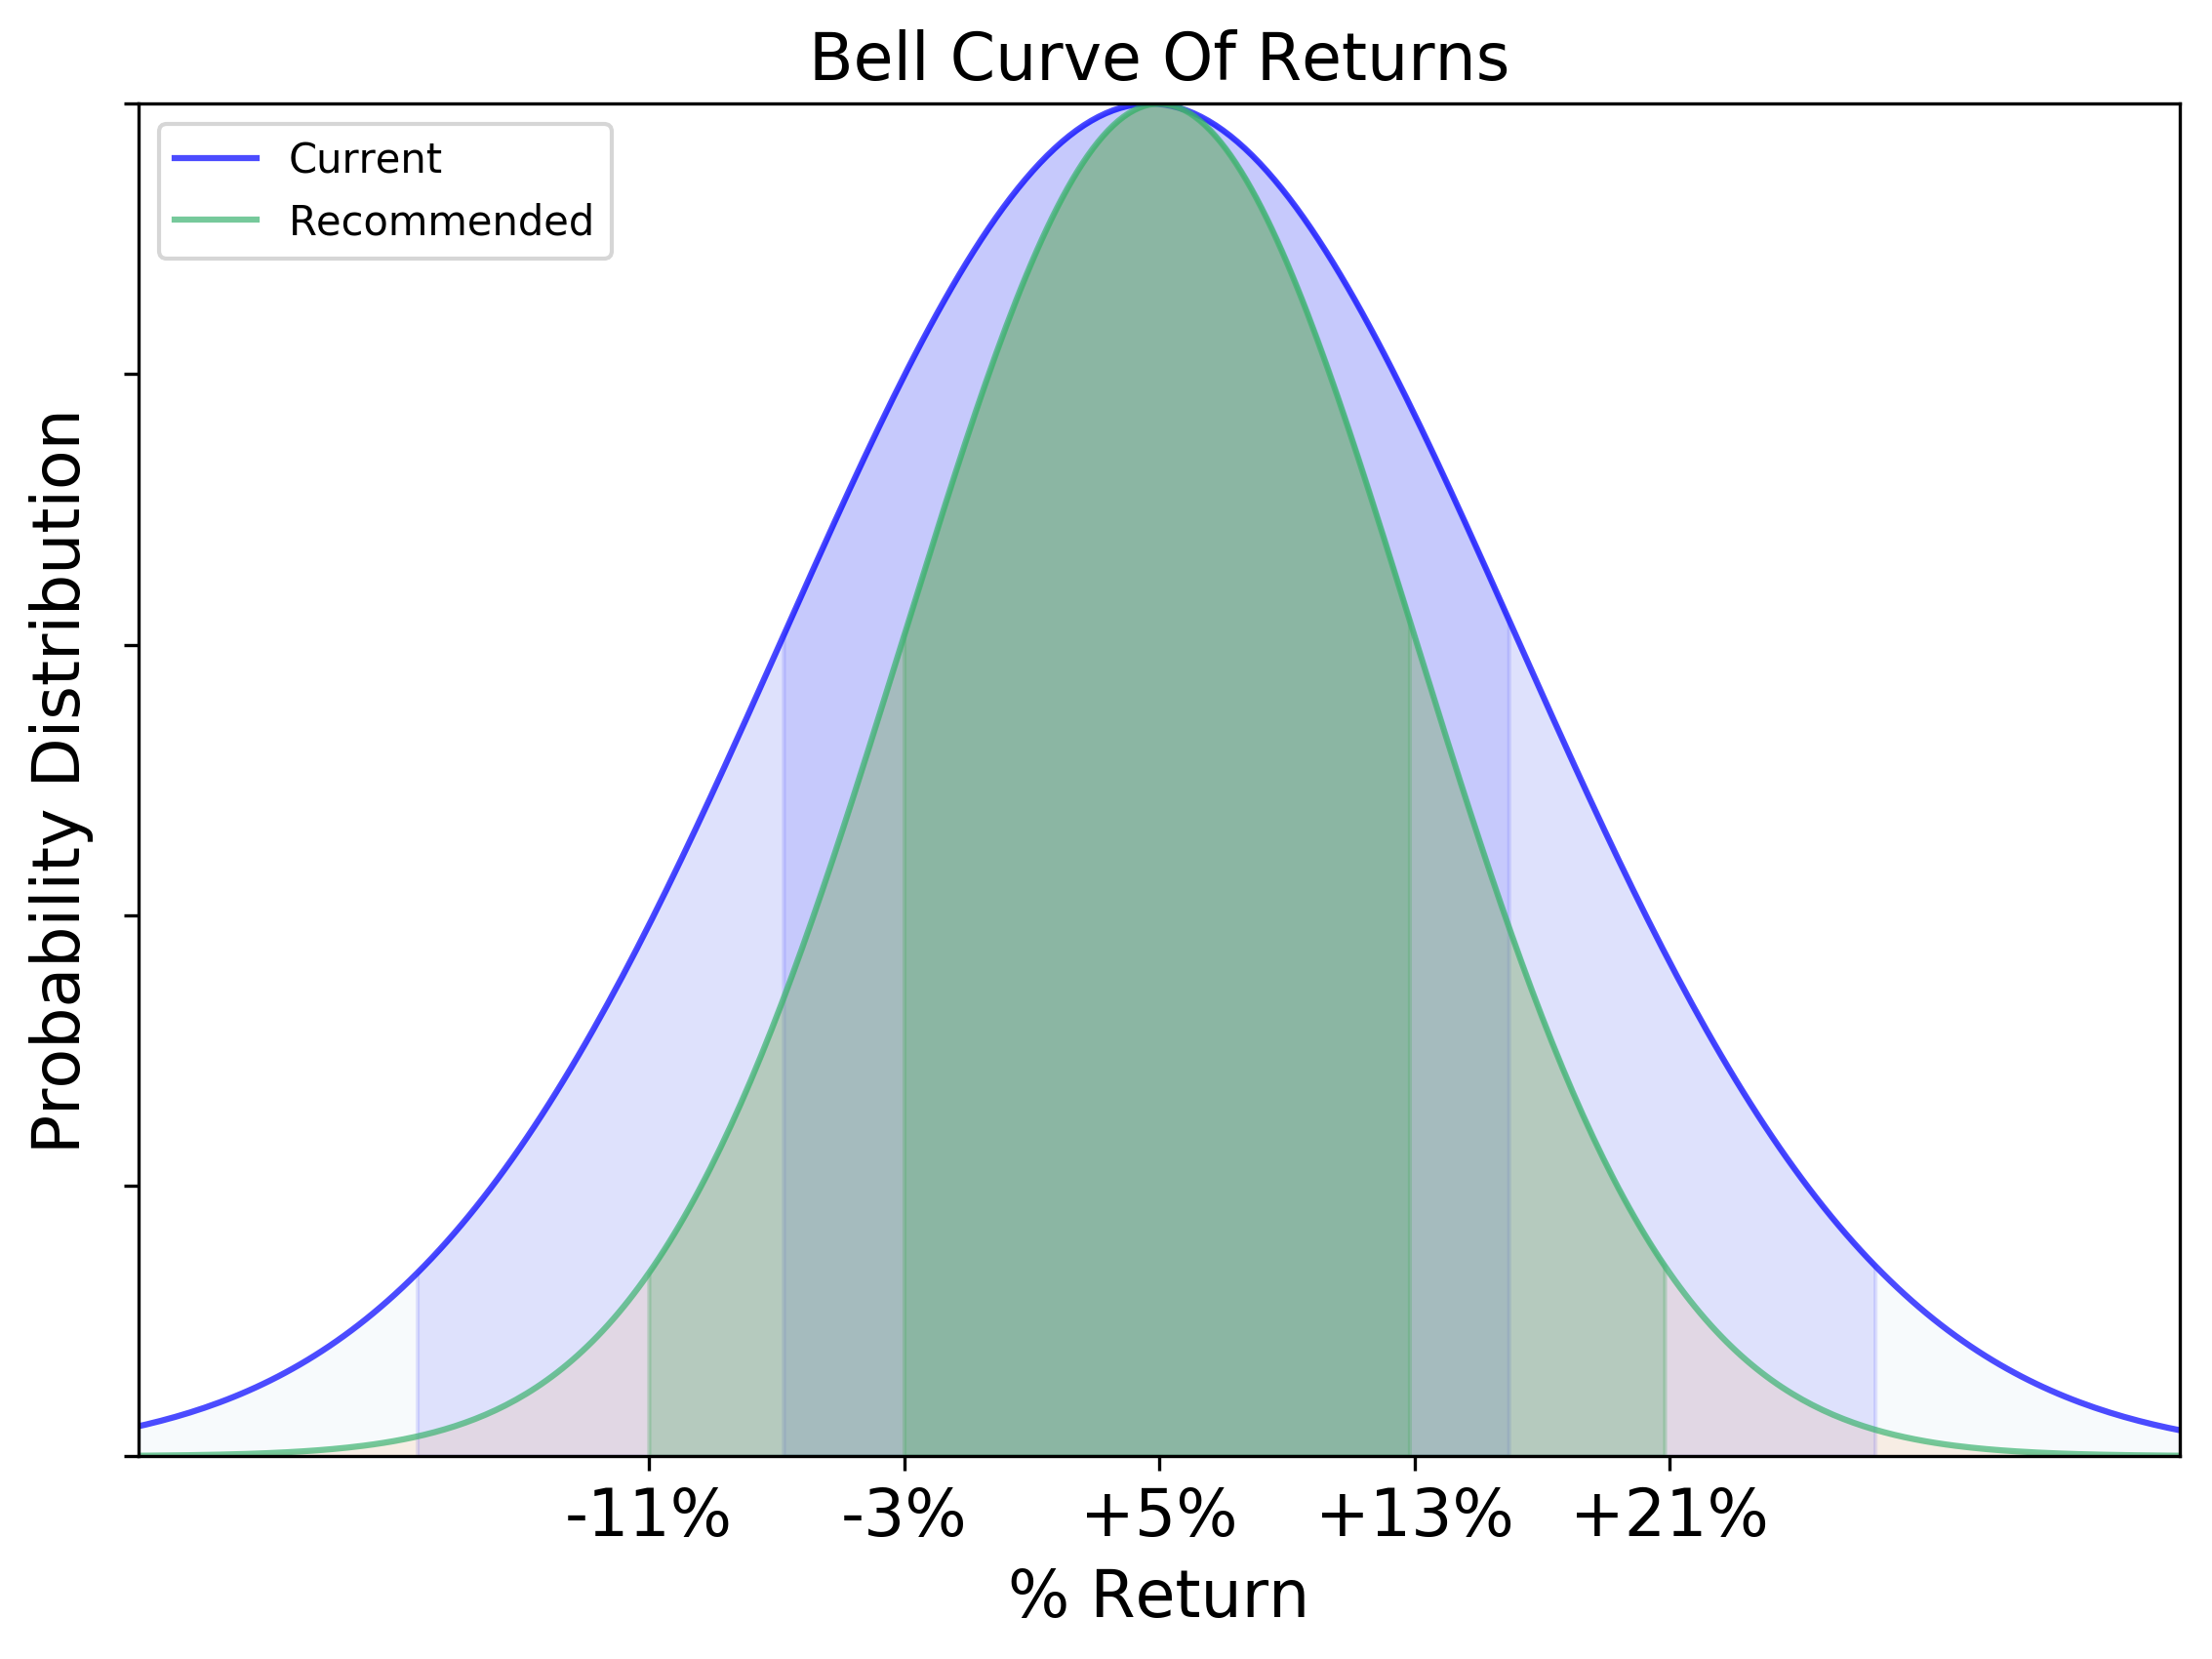 Bell Curve Of Returns
Current
Recommended
Probability Distribution
-11% -3% +5% +13% +21%
% Return